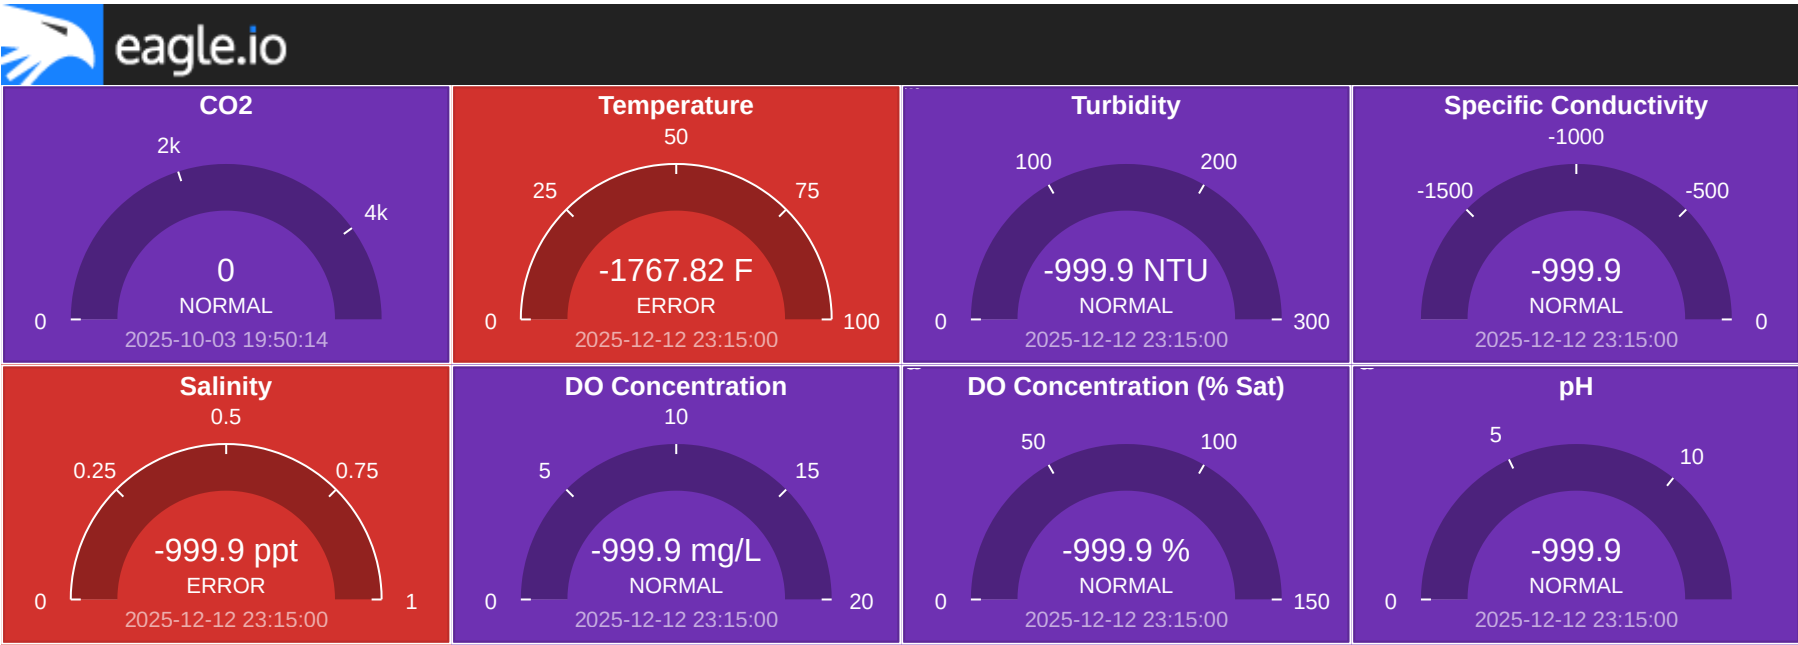 eagle.io
CO2
2k
4k
0
NORMAL
0
2025-10-03 19:50:14
Temperature
50
25
75
-1767.82 F
ERROR
0
100
2025-12-12 23:15:00
Turbidity
100
200
-999.9 NTU
NORMAL
0
300
2025-12-12 23:15:00
Specific Conductivity
-1000
-1500
-500
-999.9
NORMAL
0
2025-12-12 23:15:00
Salinity
0.5
0.25
0.75
-999.9 ppt
ERROR
0
1
2025-12-12 23:15:00
DO Concentration
10
5
15
-999.9 mg/L
NORMAL
0
20
2025-12-12 23:15:00
DO Concentration (% Sat)
50
100
-999.9 %
NORMAL
0
150
2025-12-12 23:15:00
pH
5
10
-999.9
NORMAL
0
2025-12-12 23:15:00